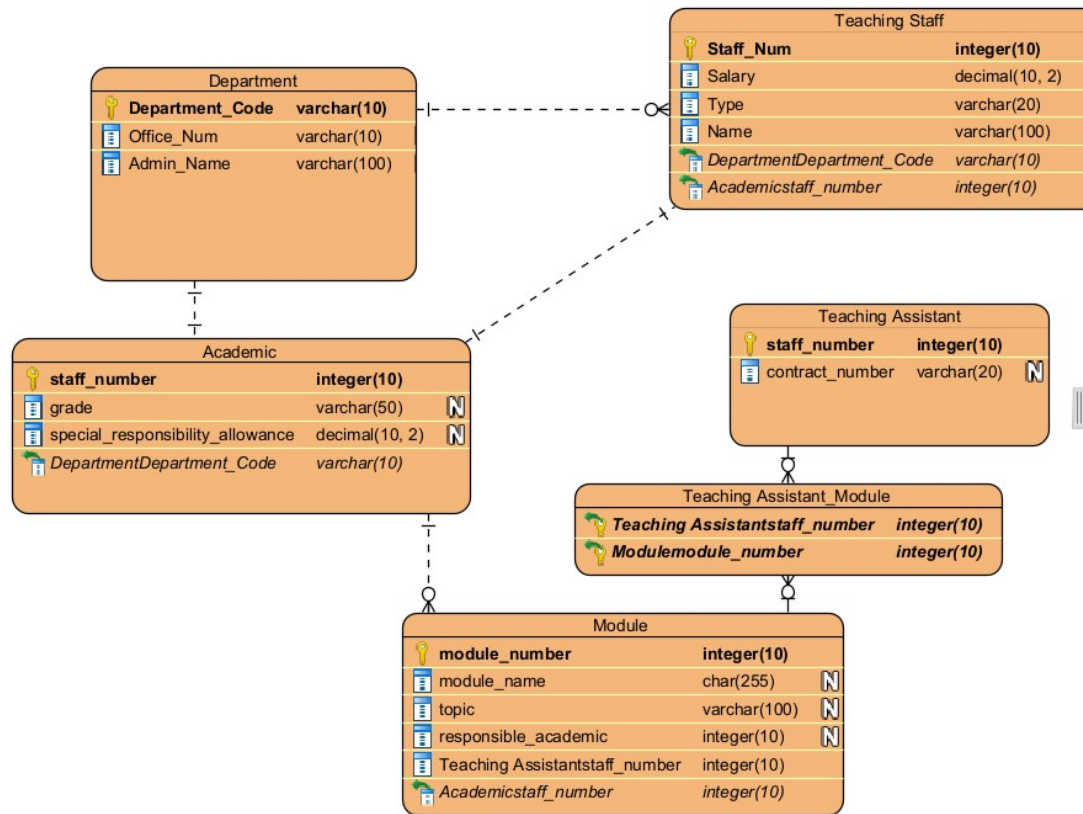 Teaching Staff
Staff_Num integer(10)
Salary decimal(10, 2)
Type varchar(20)
Name varchar(100)
DepartmentDepartment_Code varchar(10)
Academicstaff_number integer(10)
Department
Department_Code varchar(10)
Office_Num varchar(10)
Admin_Name varchar(100)
Teaching Assistant
staff_number integer(10)
contract_number varchar(20) N
Academic
staff_number integer(10)
grade varchar(50) N
special_responsibility_allowance decimal(10, 2) N
DepartmentDepartment_Code varchar(10)
Teaching Assistant_Module
Teaching Assistantstaff_number integer(10)
Modulemodule_number integer(10)
Module
module_number integer(10)
module_name char(255) N
topic varchar(100) N
responsible_academic integer(10) N
Teaching Assistantstaff_number integer(10)
Academicstaff_number integer(10)